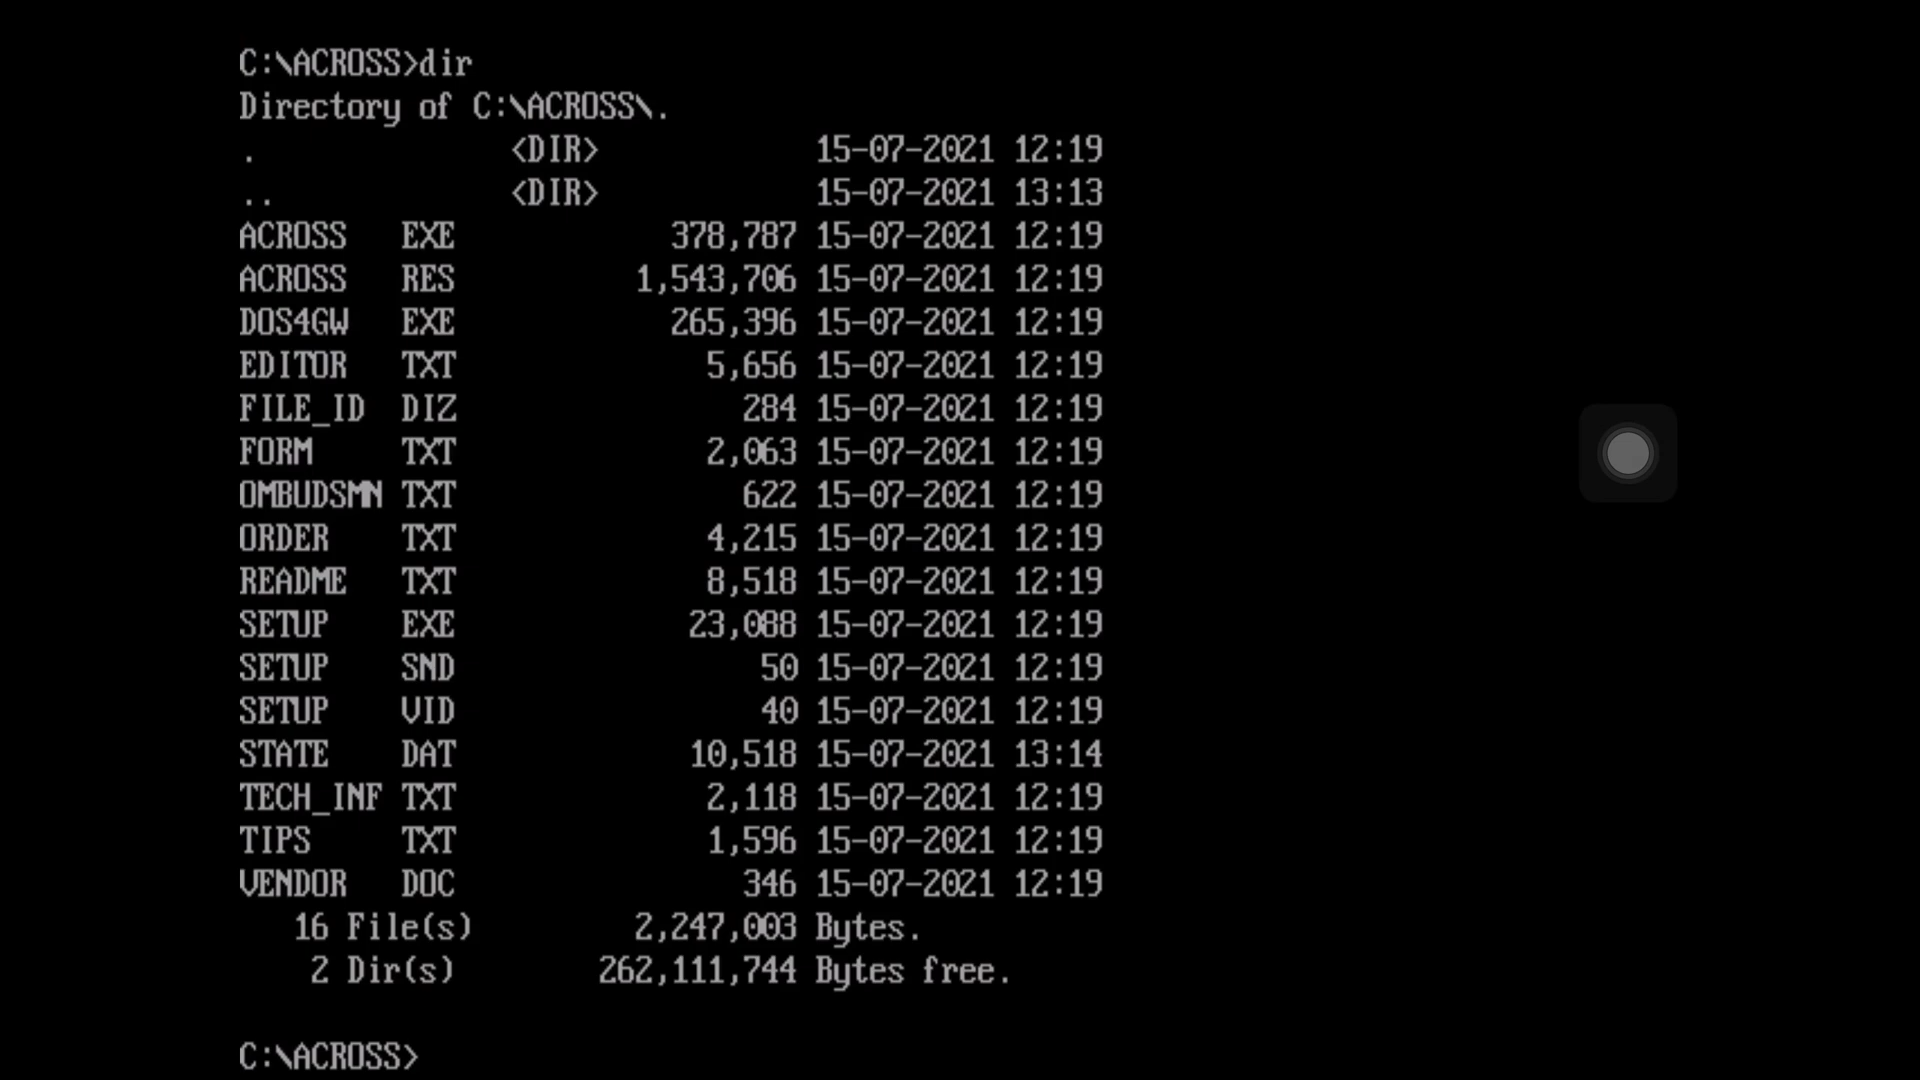 C:\ACROSS>dir
Directory of C:\ACROSS\.
.              <DIR>            15-07-2021 12:19
..             <DIR>            15-07-2021 13:13
ACROSS   EXE            378,787 15-07-2021 12:19
ACROSS   RES          1,543,706 15-07-2021 12:19
DOS4GW   EXE            265,396 15-07-2021 12:19
EDITOR   TXT              5,656 15-07-2021 12:19
FILE_ID  DIZ                284 15-07-2021 12:19
FORM     TXT              2,063 15-07-2021 12:19
OMBUDSMN TXT                622 15-07-2021 12:19
ORDER    TXT              4,215 15-07-2021 12:19
README   TXT              8,518 15-07-2021 12:19
SETUP    EXE             23,088 15-07-2021 12:19
SETUP    SND                 50 15-07-2021 12:19
SETUP    VID                 40 15-07-2021 12:19
STATE    DAT             10,518 15-07-2021 13:14
TECH_INF TXT              2,118 15-07-2021 12:19
TIPS     TXT              1,596 15-07-2021 12:19
VENDOR   DOC                346 15-07-2021 12:19
   16 File(s)         2,247,003 Bytes.
    2 Dir(s)        262,111,744 Bytes free.
C:\ACROSS>